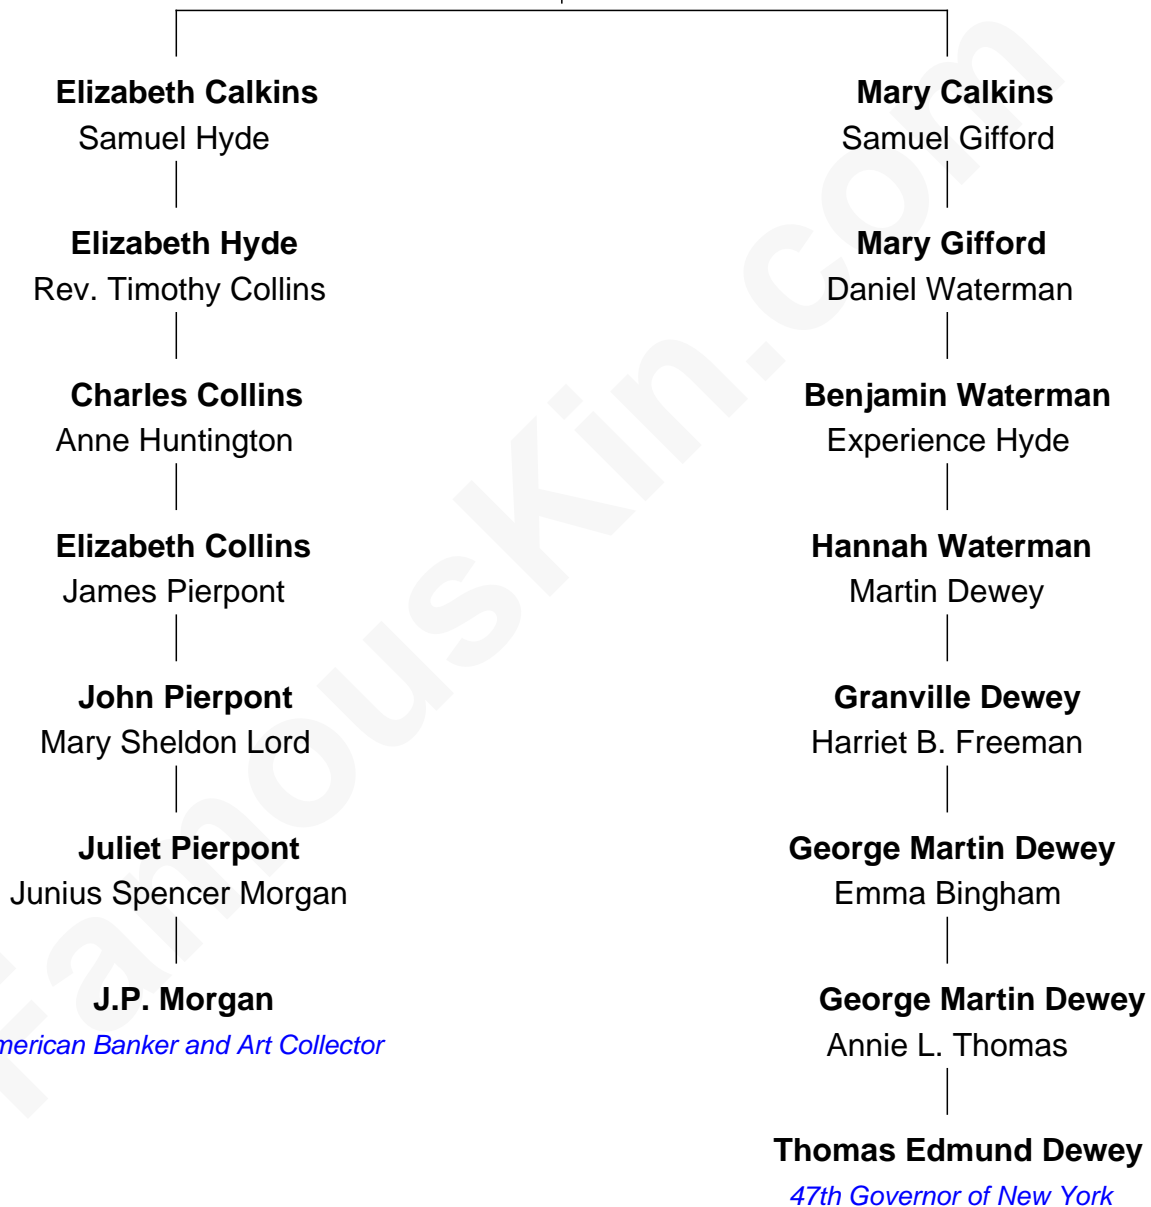 Elizabeth Calkins
Samuel Hyde
Elizabeth Hyde
Rev. Timothy Collins
Charles Collins
Anne Huntington
Elizabeth Collins
James Pierpont
John Pierpont
Mary Sheldon Lord
Juliet Pierpont
Junius Spencer Morgan
J.P. Morgan
merican Banker and Art Collector
Mary Calkins
Samuel Gifford
Mary Gifford
Daniel Waterman
Benjamin Waterman
Experience Hyde
Hannah Waterman
Martin Dewey
Granville Dewey
Harriet B. Freeman
George Martin Dewey
Emma Bingham
George Martin Dewey
Annie L. Thomas
Thomas Edmund Dewey
47th Governor of New York
FamousKin.com